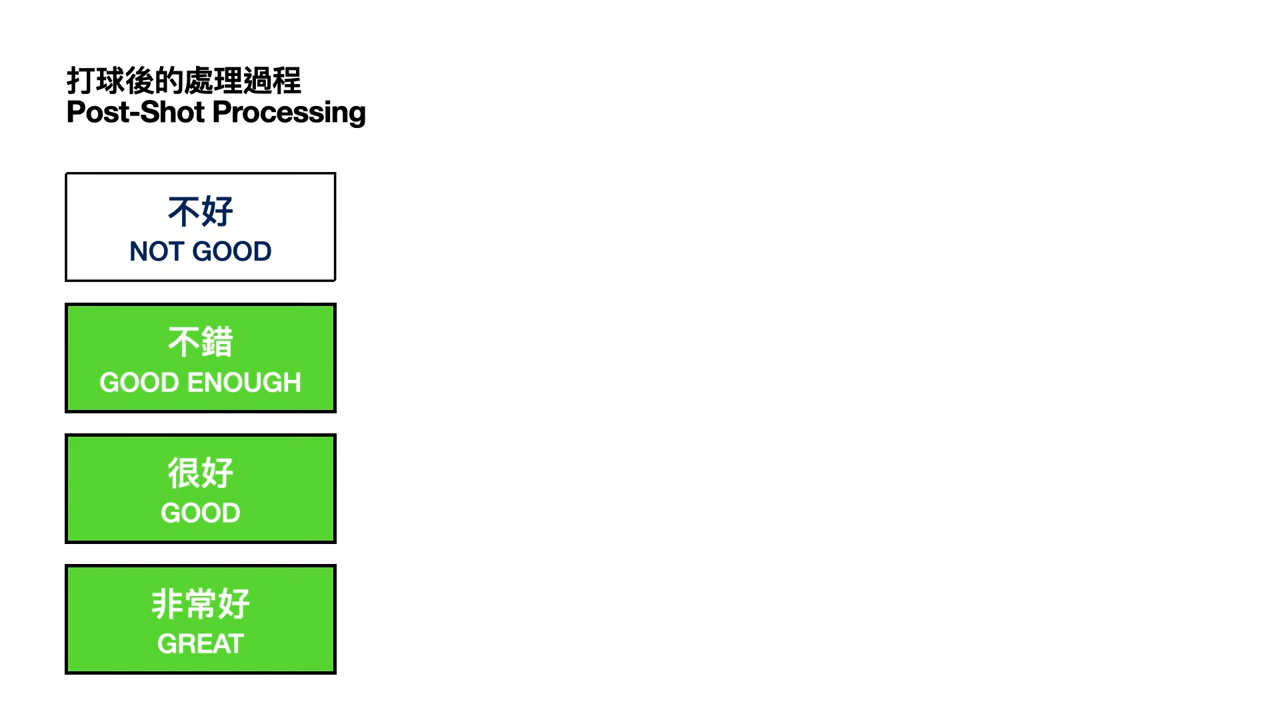 打球後的處理過程
Post-Shot Processing
不好
NOT GOOD
不錯
GOOD ENOUGH
很好
GOOD
非常好
GREAT